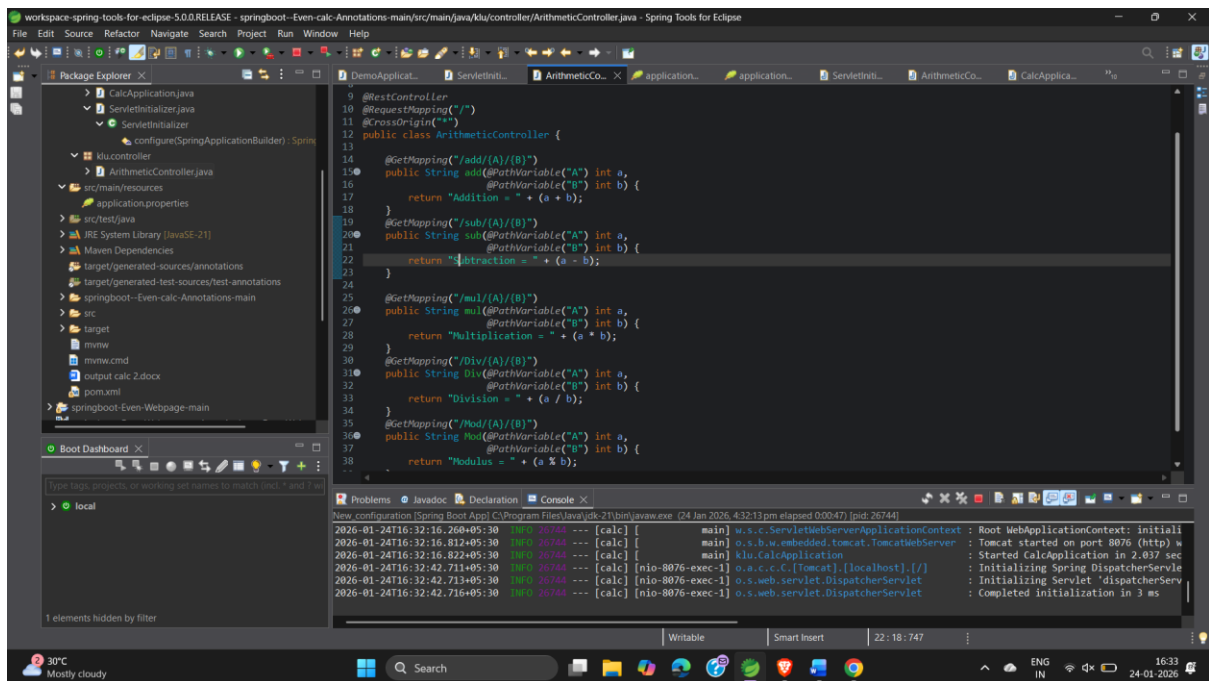 workspace-spring-tools-for-eclipse-5.0.0.RELEASE - springboot--Even-calc-Annotations-main/src/main/java/klu/controller/ArithmeticController.java - Spring Tools for Eclipse
File Edit Source Refactor Navigate Search Project Run Window Help
Package Explorer
DemoApplicat... ServletIniti... ArithmeticCo... application... application... ServletIniti... ArithmeticCo... CalcApplica... 10
CalcApplication.java
ServletInitializer.java
ServletInitializer
configure(SpringApplicationBuilder) : Spring
klu.controller
ArithmeticController.java
src/main/resources
application.properties
src/test/java
JRE System Library [JavaSE-21]
Maven Dependencies
target/generated-sources/annotations
target/generated-test-sources/test-annotations
springboot--Even-calc-Annotations-main
src
target
mvnw
mvnw.cmd
output calc 2.docx
pom.xml
springboot-Even-Webpage-main
9 @RestController
10 @RequestMapping("/")
11 @CrossOrigin("*")
12 public class ArithmeticController {
13
14 @GetMapping("/add/{A}/{B}")
15 public String add(@PathVariable("A") int a,
16 @PathVariable("B") int b) {
17 return "Addition = " + (a + b);
18 }
19 @GetMapping("/sub/{A}/{B}")
20 public String sub(@PathVariable("A") int a,
21 @PathVariable("B") int b) {
22 return "Subtraction = " + (a - b);
23 }
24
25 @GetMapping("/mul/{A}/{B}")
26 public String mul(@PathVariable("A") int a,
27 @PathVariable("B") int b) {
28 return "Multiplication = " + (a * b);
29 }
30 @GetMapping("/Div/{A}/{B}")
31 public String Div(@PathVariable("A") int a,
32 @PathVariable("B") int b) {
33 return "Division = " + (a / b);
34 }
35 @GetMapping("/Mod/{A}/{B}")
36 public String Mod(@PathVariable("A") int a,
37 @PathVariable("B") int b) {
38 return "Modulus = " + (a % b);
Boot Dashboard
Type tags, projects, or working set names to match (incl. * and ? wi
local
1 elements hidden by filter
Problems Javadoc Declaration Console
New_configuration [Spring Boot App] C:\Program Files\Java\jdk-21\bin\javaw.exe (24 Jan 2026, 4:32:13 pm elapsed 0:00:47) [pid: 26744]
2026-01-24T16:32:16.260+05:30 INFO 26744 --- [calc] [ main] w.s.c.ServletWebServerApplicationContext : Root WebApplicationContext: initiali
2026-01-24T16:32:16.812+05:30 INFO 26744 --- [calc] [ main] o.s.b.w.embedded.tomcat.TomcatWebServer : Tomcat started on port 8076 (http) w
2026-01-24T16:32:16.822+05:30 INFO 26744 --- [calc] [ main] klu.CalcApplication : Started CalcApplication in 2.037 sec
2026-01-24T16:32:42.711+05:30 INFO 26744 --- [calc] [nio-8076-exec-1] o.a.c.c.C.[Tomcat].[localhost].[/] : Initializing Spring DispatcherServle
2026-01-24T16:32:42.713+05:30 INFO 26744 --- [calc] [nio-8076-exec-1] o.s.web.servlet.DispatcherServlet : Initializing Servlet 'dispatcherServ
2026-01-24T16:32:42.716+05:30 INFO 26744 --- [calc] [nio-8076-exec-1] o.s.web.servlet.DispatcherServlet : Completed initialization in 3 ms
Writable Smart Insert 22 : 18 : 747
2
30°C
Mostly cloudy
Search
ENG
IN
16:33
24-01-2026